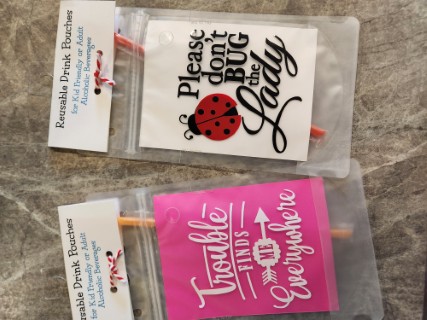 usable Drink Pouches
for Kid Friendly or Adult
Alcoholic Beverages
Trouble
FINDS
ME
Everywhere
Reusable Drink Pouches
for Kid Friendly or Adult
Alcoholic Beverages
Please
don't
BUG
the
Lady